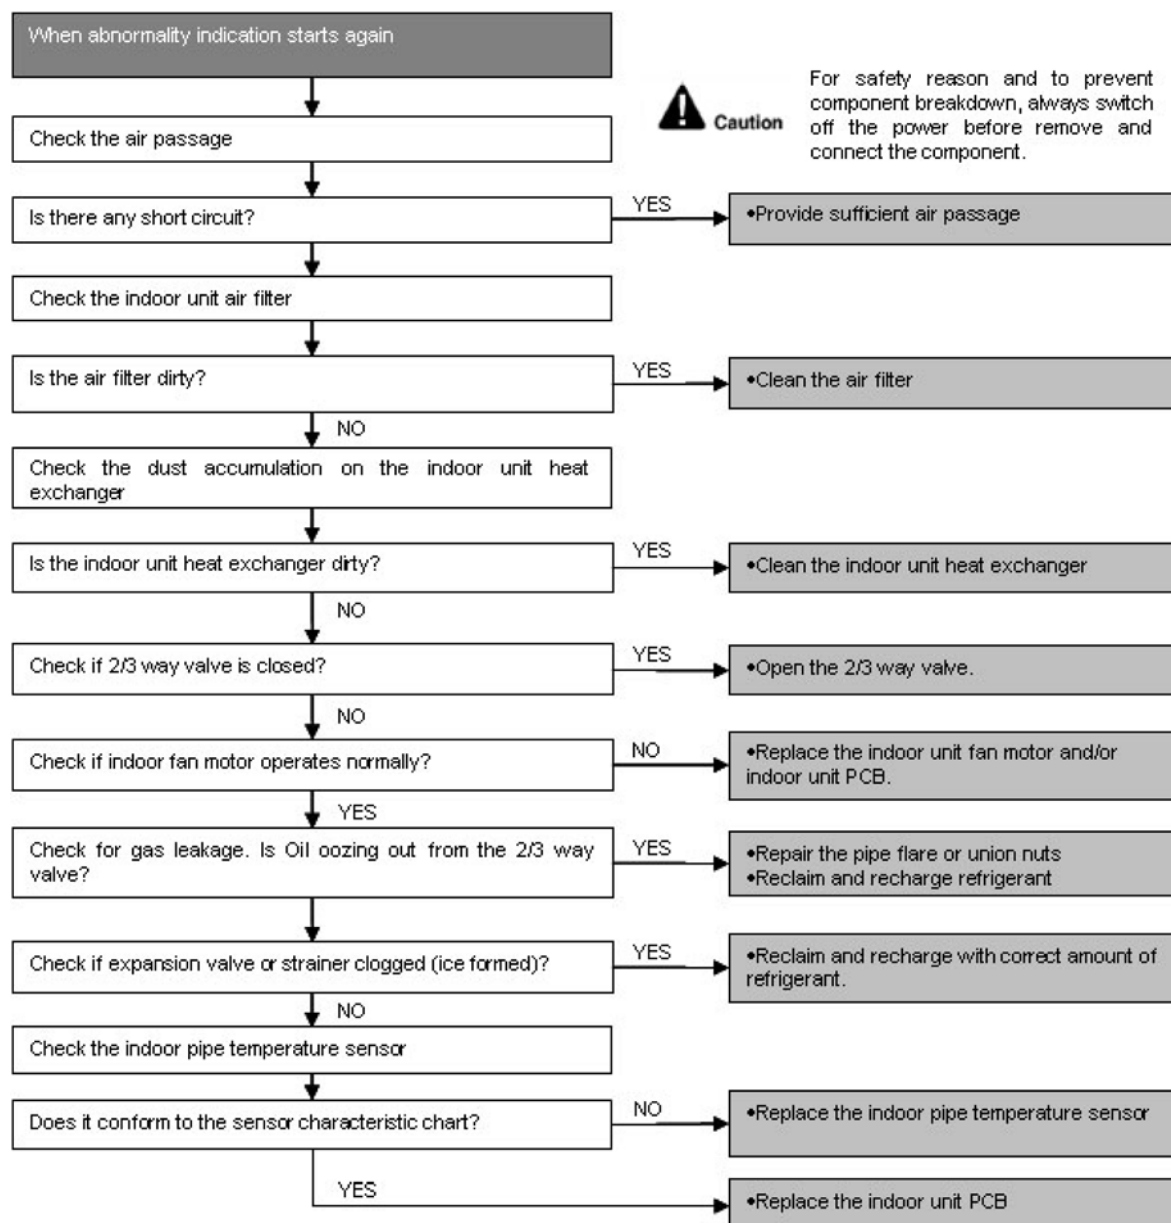 When abnormality indication starts again
For safety reason and to prevent
component breakdown, always switch
off the power before remove and
connect the component.
Caution
Check the air passage
Is there any short circuit?
YES
•Provide sufficient air passage
Check the indoor unit air filter
Is the air filter dirty?
YES
•Clean the air filter
NO
Check the dust accumulation on the indoor unit heat
exchanger
Is the indoor unit heat exchanger dirty?
YES
•Clean the indoor unit heat exchanger
NO
Check if 2/3 way valve is closed?
YES
•Open the 2/3 way valve.
NO
Check if indoor fan motor operates normally?
NO
•Replace the indoor unit fan motor and/or
indoor unit PCB.
YES
Check for gas leakage. Is Oil oozing out from the 2/3 way
valve?
YES
•Repair the pipe flare or union nuts
•Reclaim and recharge refrigerant
Check if expansion valve or strainer clogged (ice formed)?
YES
•Reclaim and recharge with correct amount of
refrigerant.
NO
Check the indoor pipe temperature sensor
Does it conform to the sensor characteristic chart?
NO
•Replace the indoor pipe temperature sensor
YES
•Replace the indoor unit PCB